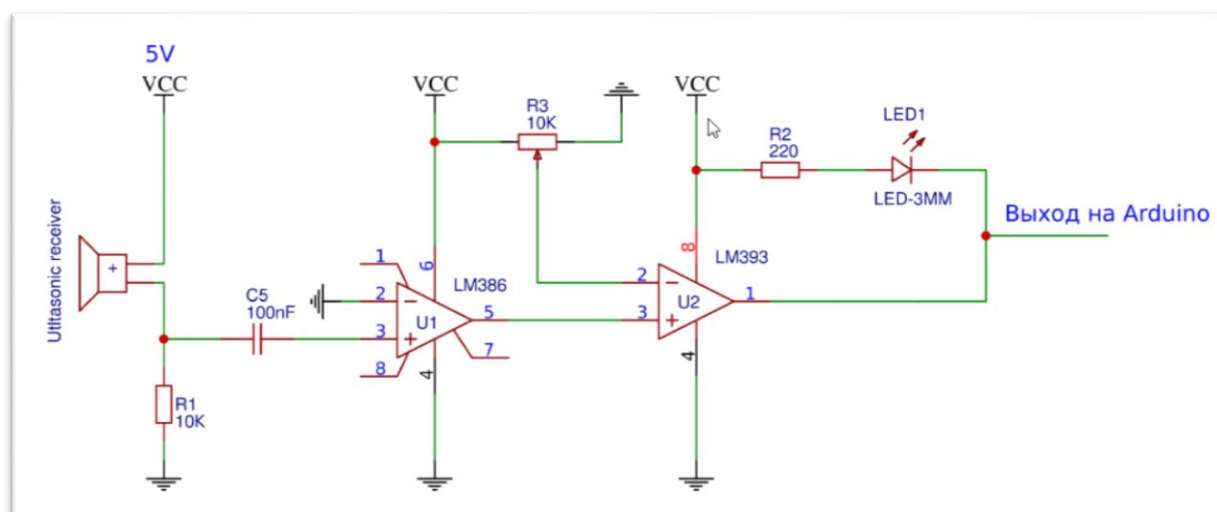 5V
VCC
Utltasonic receiver
+
R1
10K
C5
100nF
VCC
R3
10K
1
2
3
8
6
4
5
7
LM386
U1
-
+
VCC
R2
220
LED1
LED-3MM
8
LM393
2
3
U2
-
+
1
4
Выход на Arduino